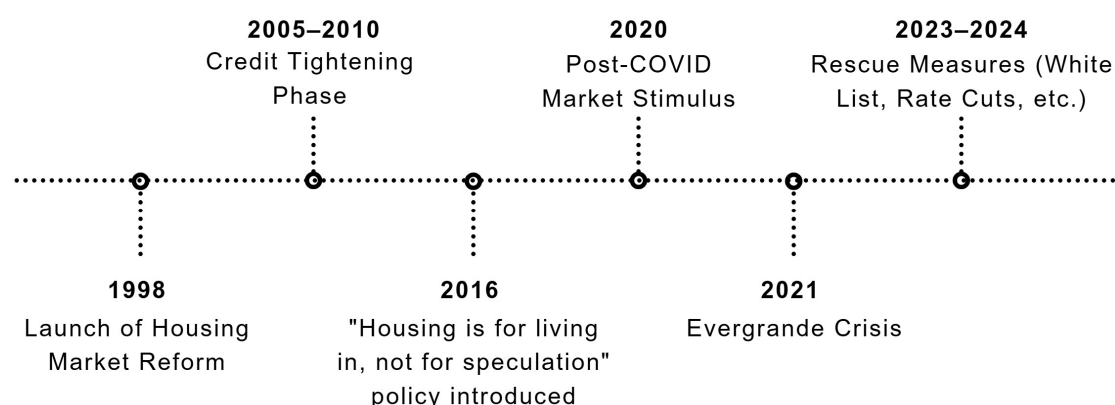 2005–2010
Credit Tightening
Phase
2020
Post-COVID
Market Stimulus
2023–2024
Rescue Measures (White
List, Rate Cuts, etc.)
1998
Launch of Housing
Market Reform
2016
"Housing is for living
in, not for speculation"
policy introduced
2021
Evergrande Crisis